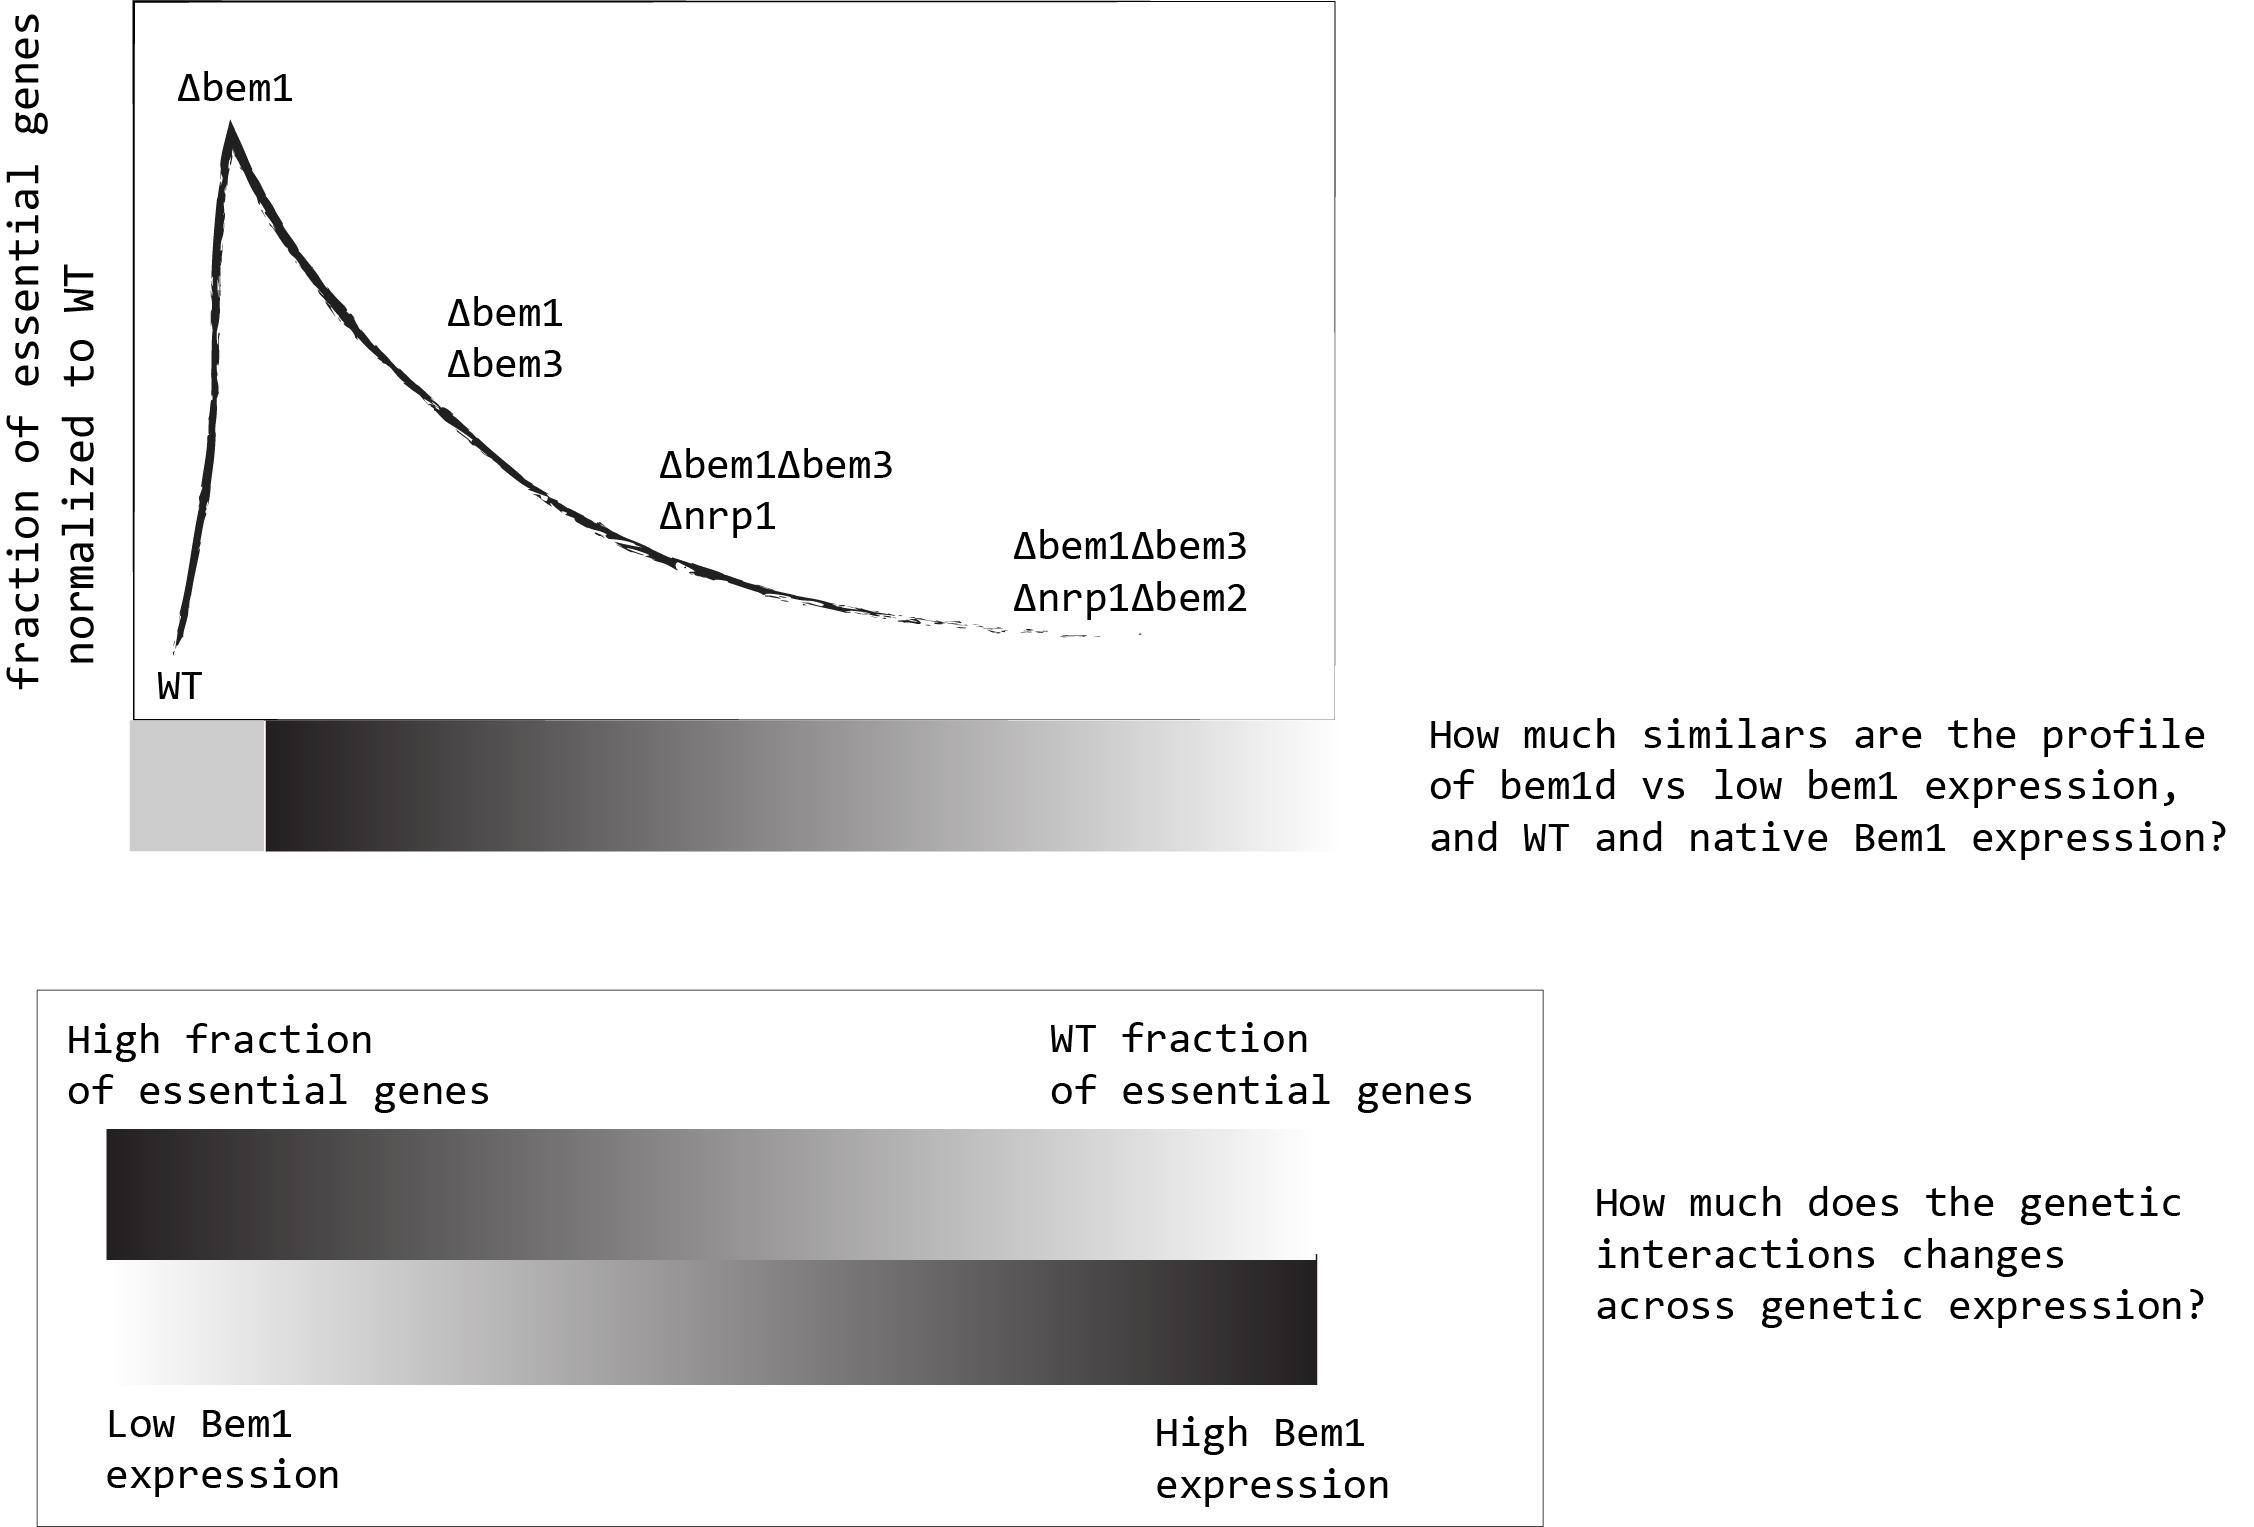 fraction of essential genes
normalized to WT
Δbem1
Δbem1
Δbem3
Δbem1Δbem3
Δnrp1
Δbem1Δbem3
Δnrp1Δbem2
WT
How much similars are the profile
of bem1d vs low bem1 expression,
and WT and native Bem1 expression?
High fraction
of essential genes
WT fraction
of essential genes
Low Bem1
expression
High Bem1
expression
How much does the genetic
interactions changes
across genetic expression?